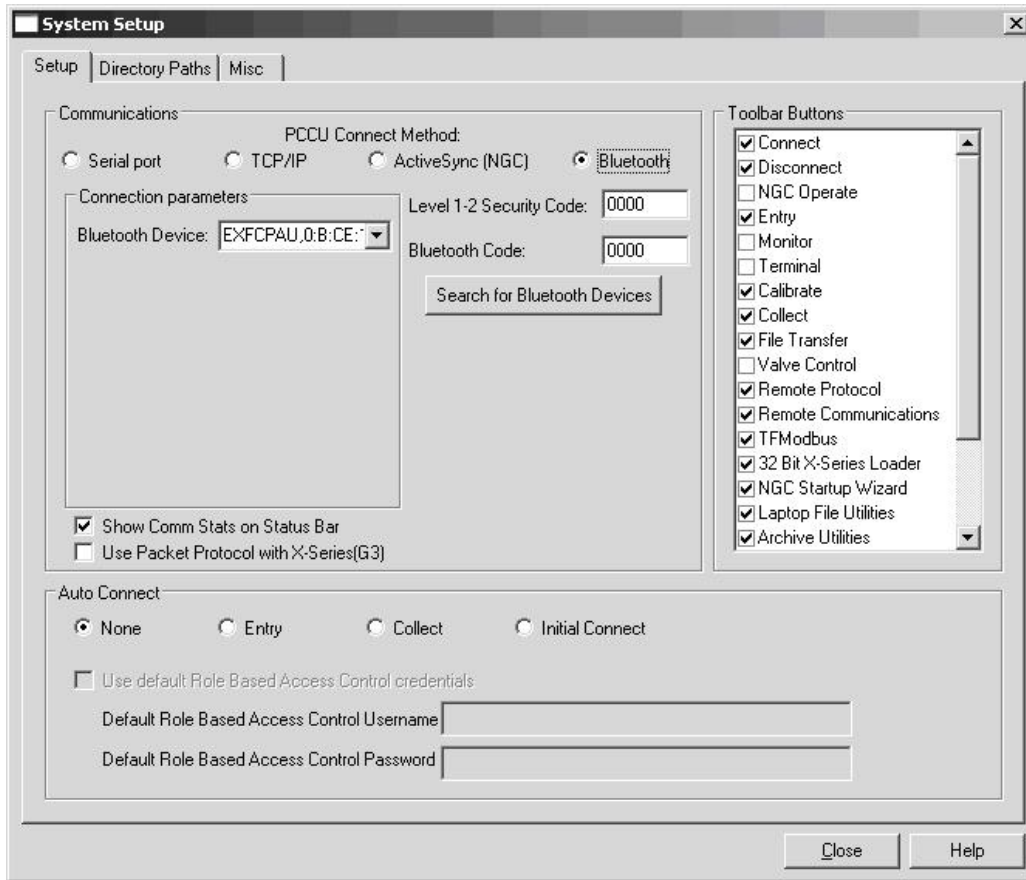 System Setup
Setup
Directory Paths
Misc
Communications
PCCU Connect Method:
Serial port
TCP/IP
ActiveSync (NGC)
Bluetooth
Connection parameters
Bluetooth Device:
EXFCPAU,0:B:CE:
Level 1-2 Security Code:
0000
Bluetooth Code:
0000
Search for Bluetooth Devices
Show Comm Stats on Status Bar
Use Packet Protocol with X-Series(G3)
Toolbar Buttons
Connect
Disconnect
NGC Operate
Entry
Monitor
Terminal
Calibrate
Collect
File Transfer
Valve Control
Remote Protocol
Remote Communications
TFModbus
32 Bit X-Series Loader
NGC Startup Wizard
Laptop File Utilities
Archive Utilities
Auto Connect
None
Entry
Collect
Initial Connect
Use default Role Based Access Control credentials
Default Role Based Access Control Username
Default Role Based Access Control Password
Close
Help